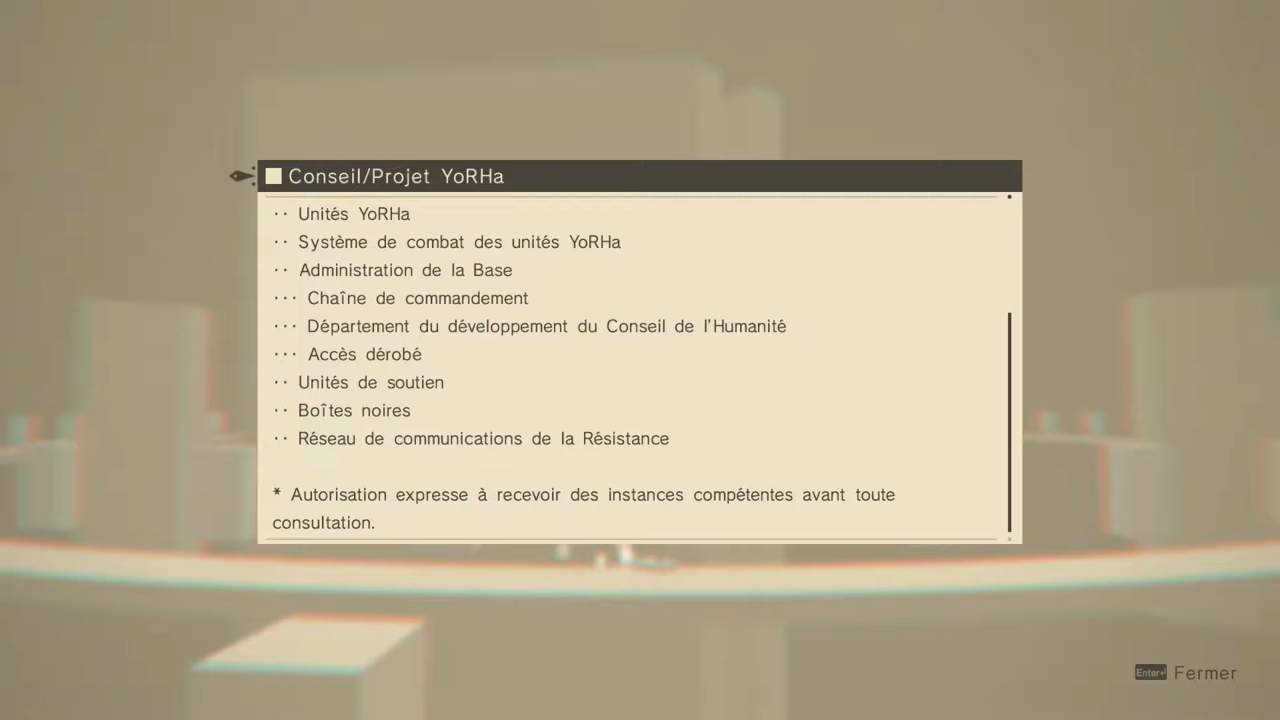 Conseil/Projet YoRHa
·· Unités YoRHa
·· Système de combat des unités YoRHa
·· Administration de la Base
··· Chaîne de commandement
··· Département du développement du Conseil de l'Humanité
··· Accès dérobé
·· Unités de soutien
·· Boîtes noires
·· Réseau de communications de la Résistance
* Autorisation expresse à recevoir des instances compétentes avant toute
consultation.
Enter↵ Fermer